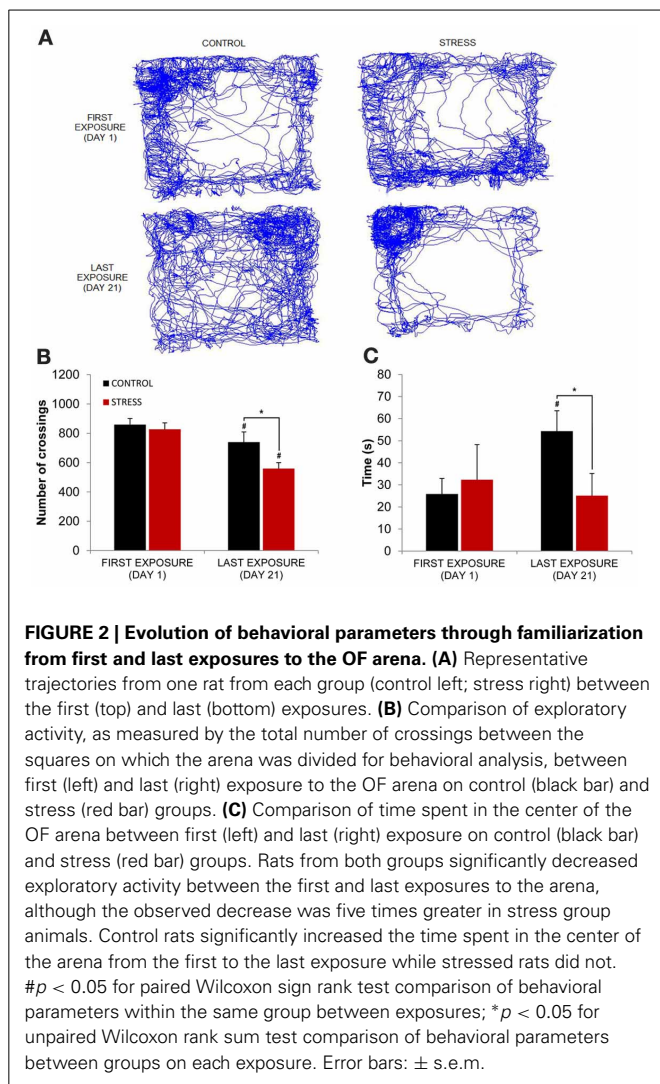 A
CONTROL
STRESS
FIRST
EXPOSURE
(DAY 1)
LAST
EXPOSURE
(DAY 21)
B
1200
1000
800
600
400
200
0
Number of crossings
CONTROL
STRESS
#
*
#
FIRST EXPOSURE
(DAY 1)
LAST EXPOSURE
(DAY 21)
C
80
70
60
50
40
30
20
10
0
Time (s)
#
*
FIRST EXPOSURE
(DAY 1)
LAST EXPOSURE
(DAY 21)
FIGURE 2 | Evolution of behavioral parameters through familiarization
from first and last exposures to the OF arena. (A) Representative
trajectories from one rat from each group (control left; stress right) between
the first (top) and last (bottom) exposures. (B) Comparison of exploratory
activity, as measured by the total number of crossings between the
squares on which the arena was divided for behavioral analysis, between
first (left) and last (right) exposure to the OF arena on control (black bar) and
stress (red bar) groups. (C) Comparison of time spent in the center of the
OF arena between first (left) and last (right) exposure on control (black bar)
and stress (red bar) groups. Rats from both groups significantly decreased
exploratory activity between the first and last exposures to the arena,
although the observed decrease was five times greater in stress group
animals. Control rats significantly increased the time spent in the center of
the arena from the first to the last exposure while stressed rats did not.
#p < 0.05 for paired Wilcoxon sign rank test comparison of behavioral
parameters within the same group between exposures; *p < 0.05 for
unpaired Wilcoxon rank sum test comparison of behavioral parameters
between groups on each exposure. Error bars: ± s.e.m.